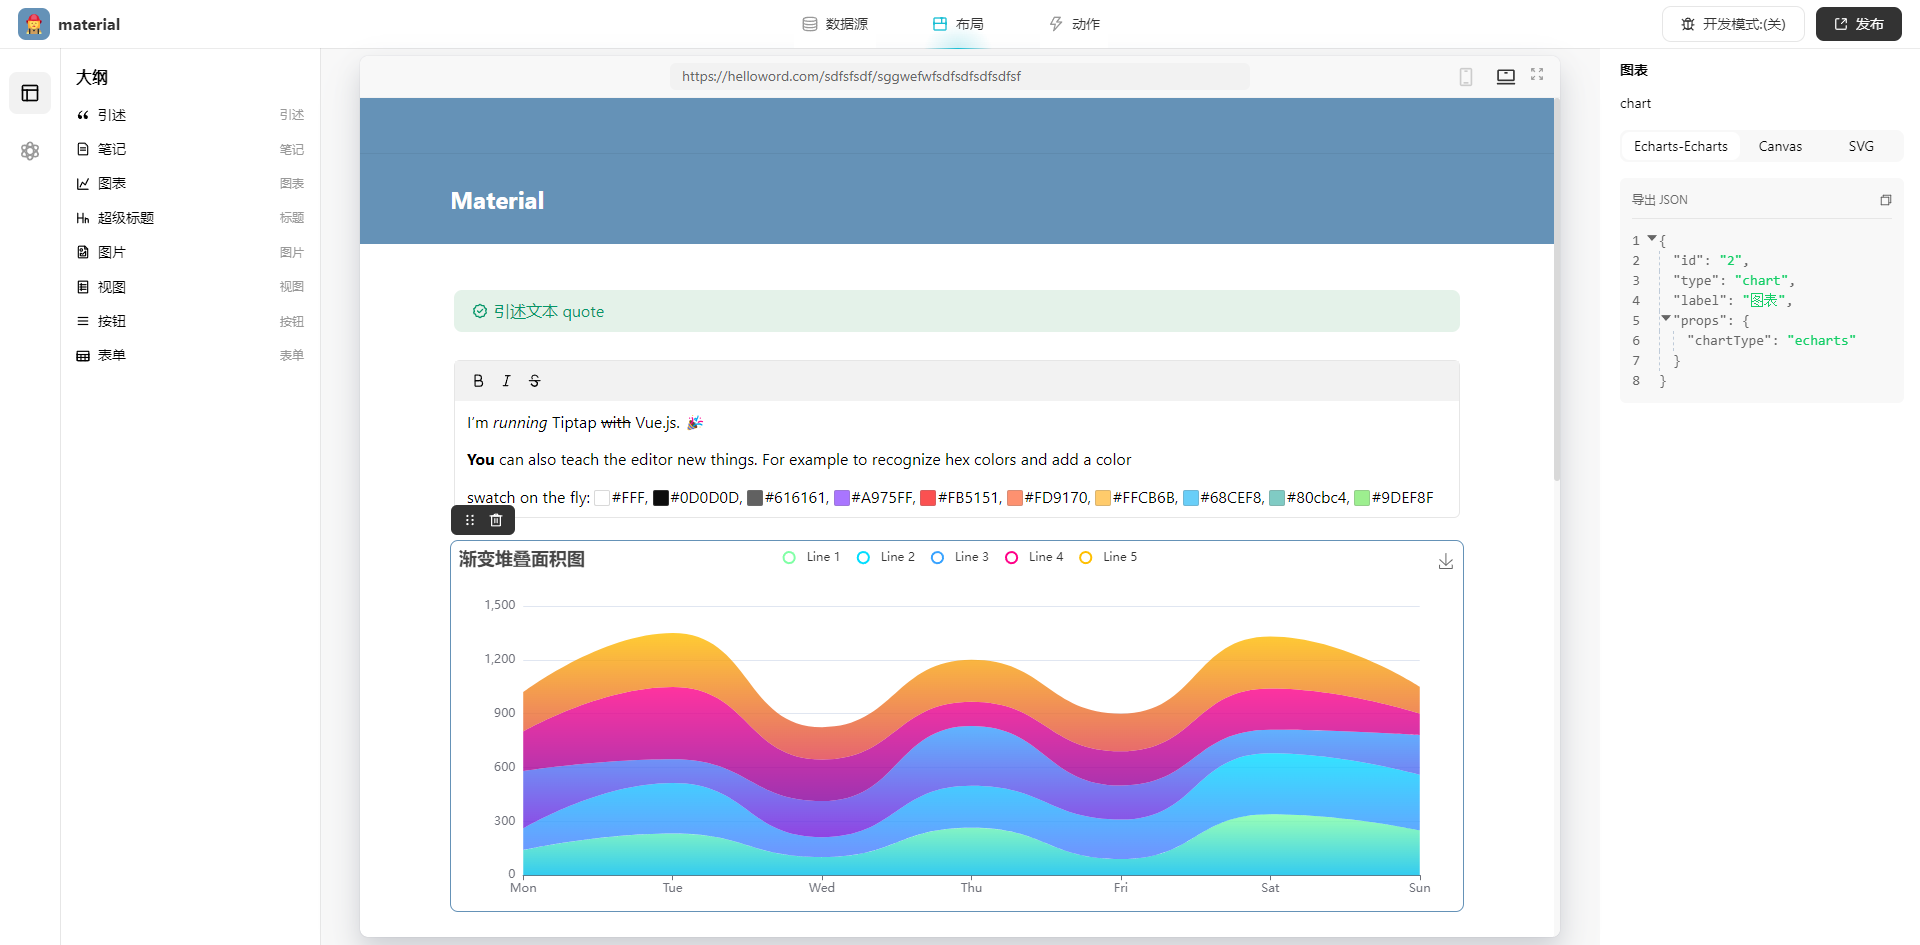 material
数据源
布局
动作
开发模式:(关)
发布
大纲
引述 引述
笔记 笔记
图表 图表
超级标题 标题
图片 图片
视图 视图
按钮 按钮
表单 表单
https://helloword.com/sdfsfsdf/sggwefwfsdfsdfsdfsdfsf
Material
引述文本 quote
B I S
I’m running Tiptap with Vue.js. 🎉
You can also teach the editor new things. For example to recognize hex colors and add a color
swatch on the fly: #FFF, #0D0D0D, #616161, #A975FF, #FB5151, #FD9170, #FFCB6B, #68CEF8, #80cbc4, #9DEF8F
渐变堆叠面积图
Line 1 Line 2 Line 3 Line 4 Line 5
1,500
1,200
900
600
300
0
Mon Tue Wed Thu Fri Sat Sun
图表
chart
Echarts-Echarts Canvas SVG
导出 JSON
1 {
2 "id": "2",
3 "type": "chart",
4 "label": "图表",
5 "props": {
6 "chartType": "echarts"
7 }
8 }